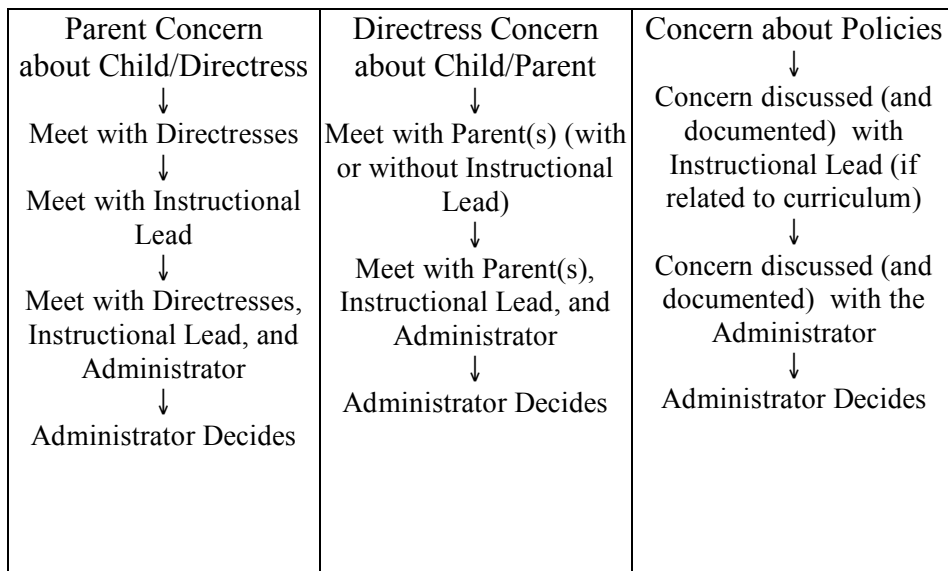 Parent Concern
about Child/Directress
↓
Meet with Directresses
↓
Meet with Instructional
Lead
↓
Meet with Directresses,
Instructional Lead, and
Administrator
↓
Administrator Decides
Directress Concern
about Child/Parent
↓
Meet with Parent(s) (with
or without Instructional
Lead)
↓
Meet with Parent(s),
Instructional Lead, and
Administrator
↓
Administrator Decides
Concern about Policies
↓
Concern discussed (and
documented) with
Instructional Lead (if
related to curriculum)
↓
Concern discussed (and
documented) with the
Administrator
↓
Administrator Decides